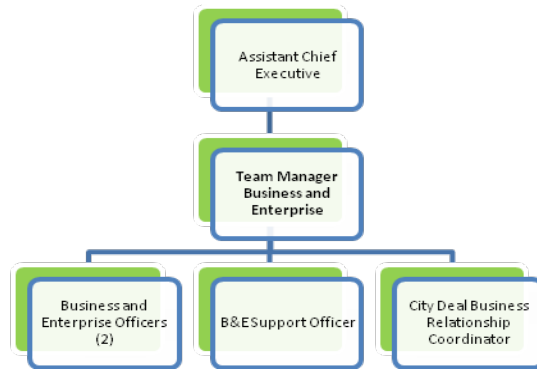 Assistant Chief
Executive
Team Manager
Business and
Enterprise
Business and
Enterprise Officers
(2)
B&E Support Officer
City Deal Business
Relationship
Coordinator